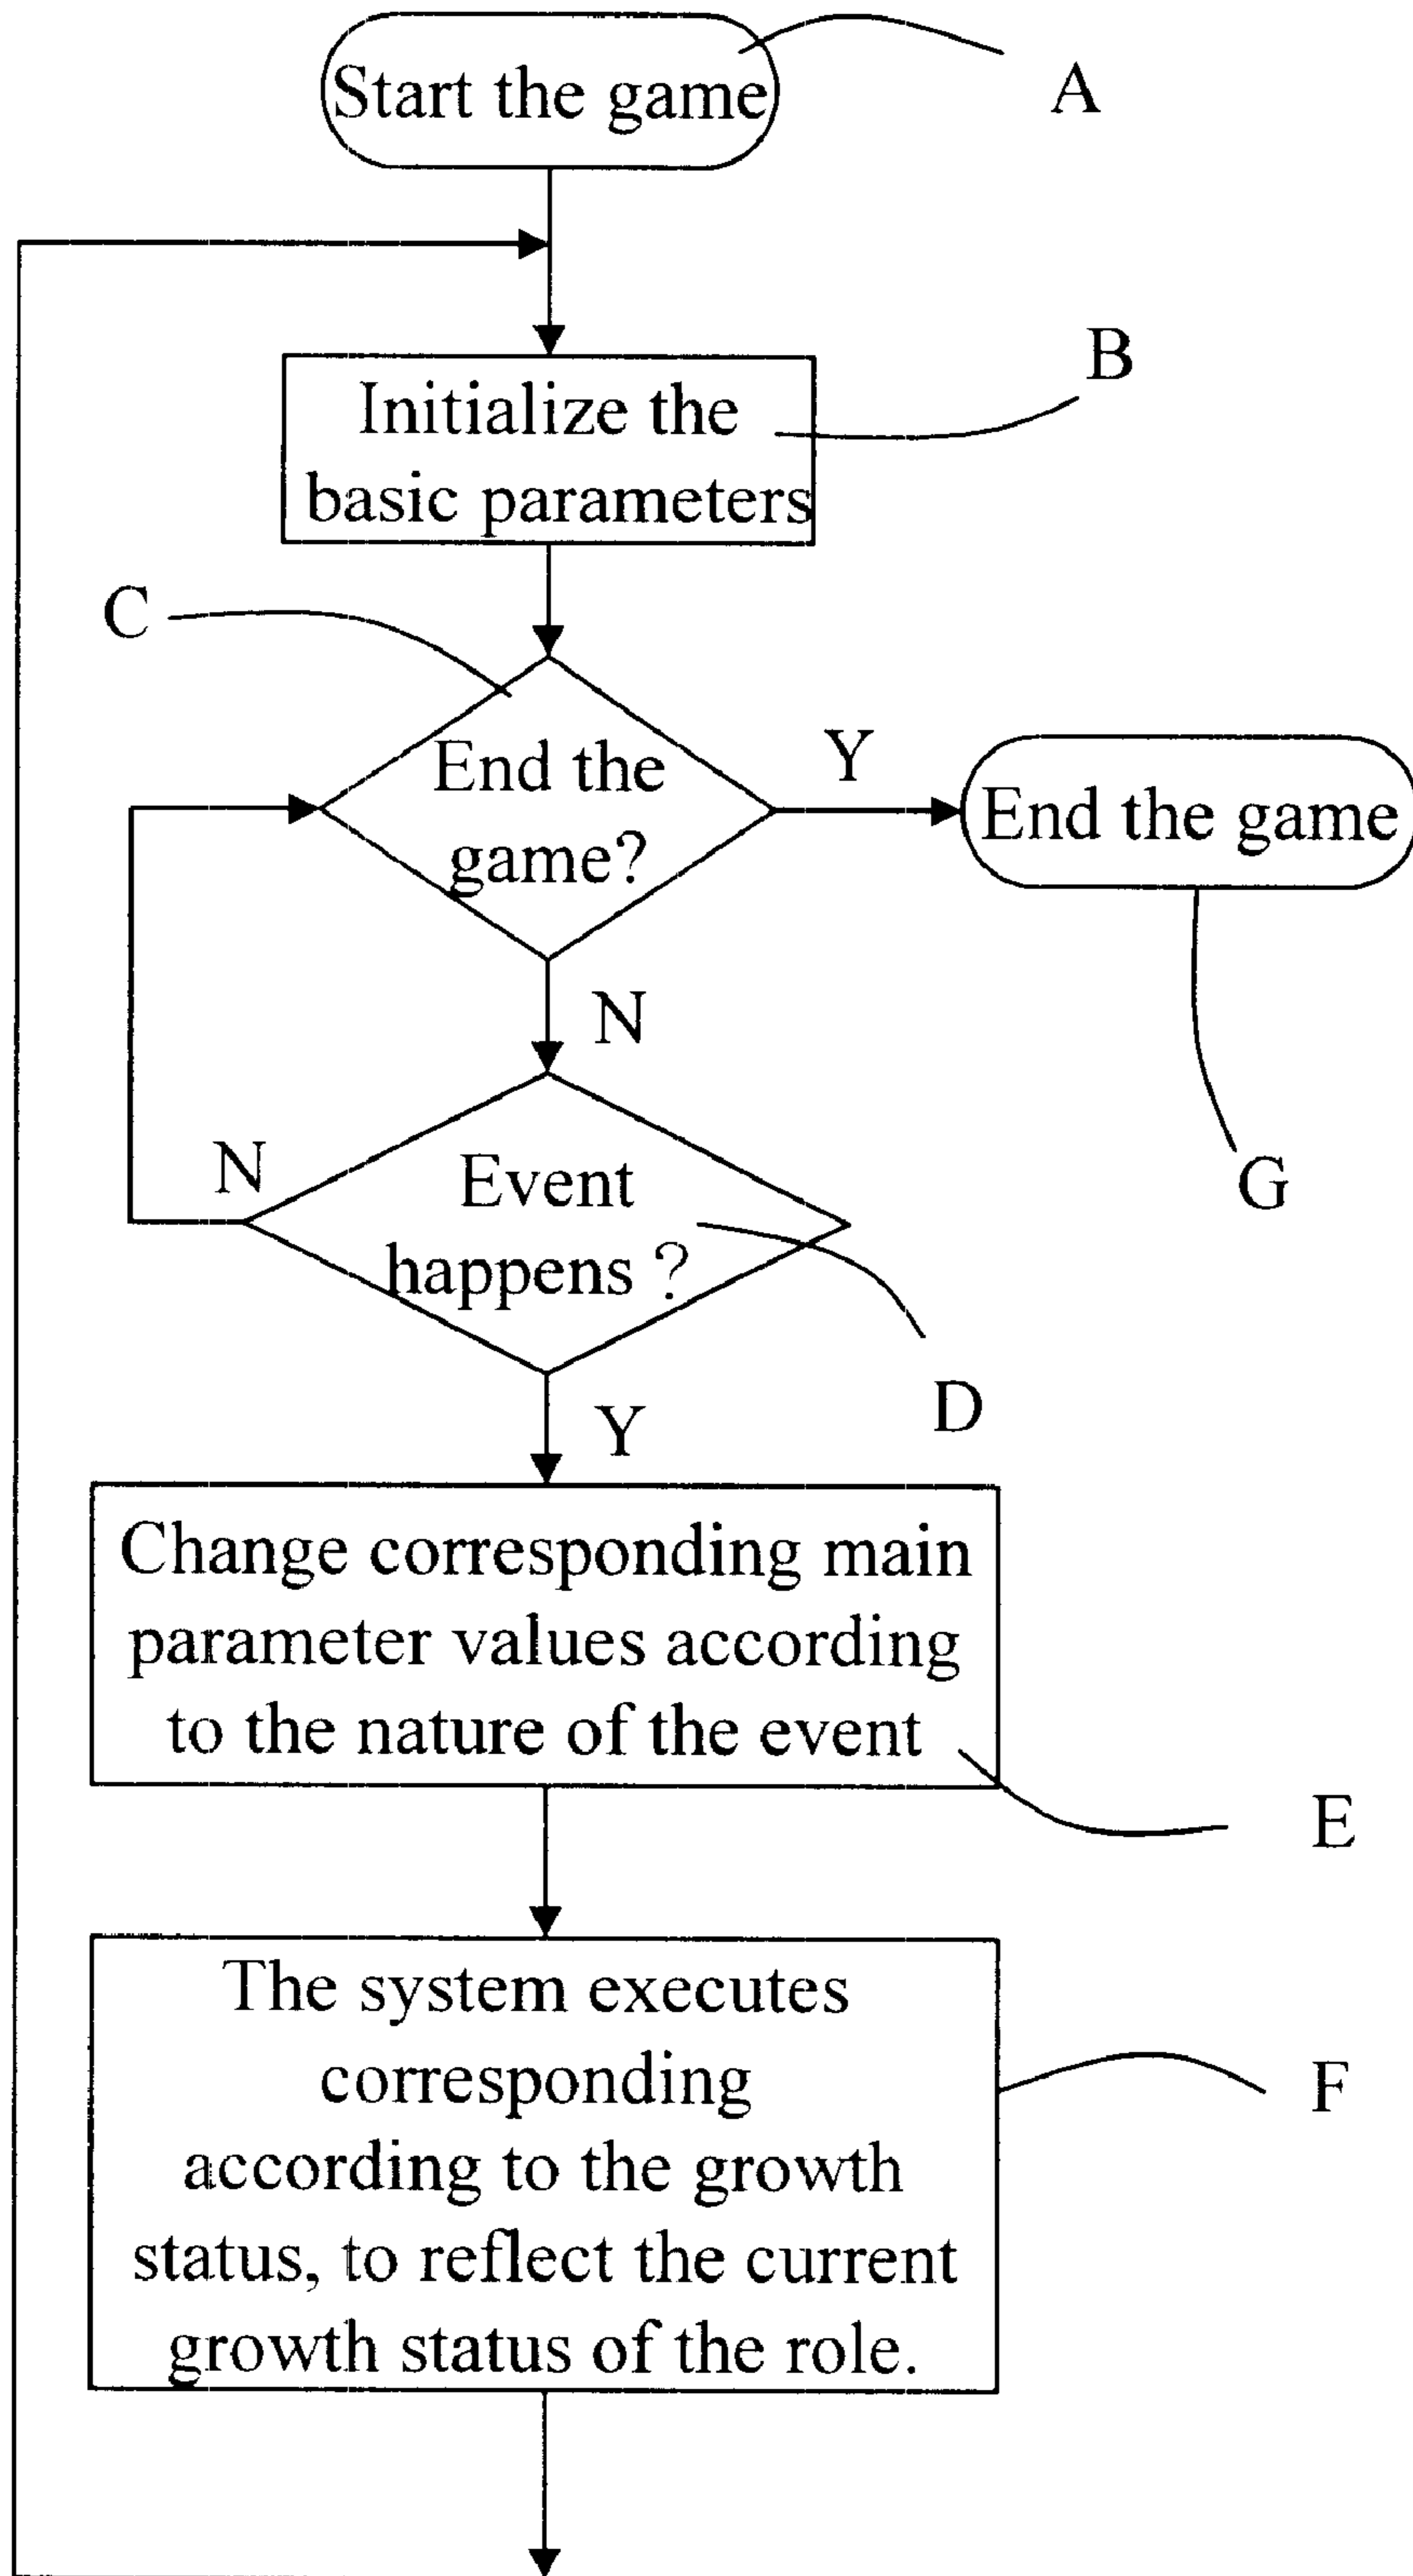 Start the game
A
Initialize the
basic parameters
B
C
End the
game?
Y
End the game
N
G
Event
happens ?
N
D
Y
Change corresponding main
parameter values according
to the nature of the event
E
The system executes
corresponding
according to the growth
status, to reflect the current
growth status of the role.
F